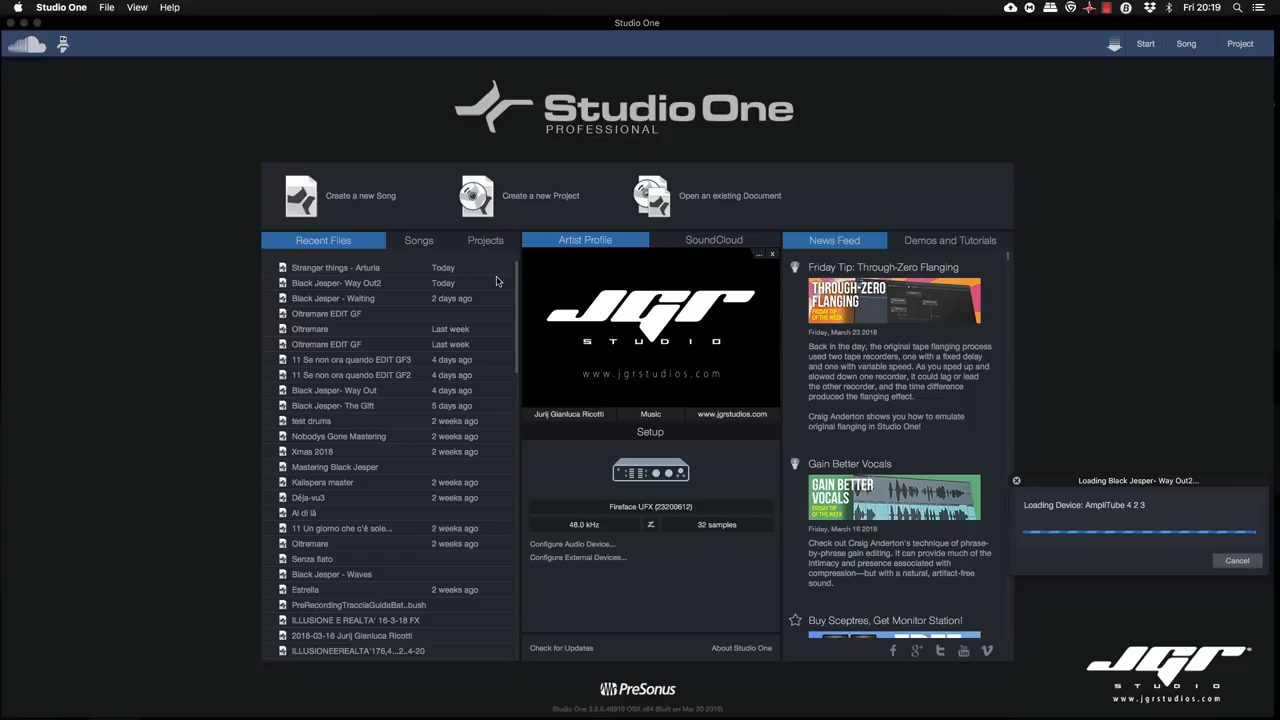 Studio One File View Help
Fri 20:19
Studio One
Start Song Project
Studio One
PROFESSIONAL
Create a new Song
Create a new Project
Open an existing Document
Recent Files Songs Projects
Stranger things - Arturia Today
Black Jesper- Way Out2 Today
Black Jesper - Waiting 2 days ago
Oltremare EDIT GF
Oltremare Last week
Oltremare EDIT GF Last week
11 Se non ora quando EDIT GF3 4 days ago
11 Se non ora quando EDIT GF2 4 days ago
Black Jesper- Way Out 4 days ago
Black Jesper- The Gift 5 days ago
test drums 2 weeks ago
Nobodys Gone Mastering 2 weeks ago
Xmas 2018 2 weeks ago
Mastering Black Jesper 2 weeks ago
Kalispera master 2 weeks ago
Déja-vu3 2 weeks ago
Al di là
11 Un giorno che c'è sole... 2 weeks ago
Oltremare 2 weeks ago
Senza fiato
Black Jesper - Waves
Estrella 2 weeks ago
PreRecordingTracciaGuidaBat..bush
ILLUSIONE E REALTA' 16-3-18 FX
2018-03-16 Jurij Gianluca Ricotti
ILLUSIONEEREALTA'176,4...2..4-20
Artist Profile SoundCloud
... x
JGR
STUDIO
www.jgrstudios.com
Jurij Gianluca Ricotti Music www.jgrstudios.com
Setup
Fireface UFX (23200612)
48.0 kHz 32 samples
Configure Audio Device...
Configure External Devices...
Check for Updates About Studio One
News Feed Demos and Tutorials
Friday Tip: Through-Zero Flanging
THROUGH-ZERO
FLANGING
FRIDAY TIP
OF THE WEEK
Friday, March 23 2018
Back in the day, the original tape flanging process
used two tape recorders, one with a fixed delay
and one with variable speed. As you sped up and
slowed down one recorder, it could lag or lead
the other recorder, and the time difference
produced the flanging effect.
Craig Anderton shows you how to emulate
original flanging in Studio One!
Gain Better Vocals
GAIN BETTER
VOCALS
FRIDAY TIP
OF THE WEEK
Friday, March 16 2018
Check out Craig Anderton's technique of phrase-
by-phrase gain editing. It can provide much of the
intimacy and presence associated with
compression—but with a natural, artifact-free
sound.
Buy Sceptres, Get Monitor Station!
Loading Black Jesper- Way Out2...
Loading Device: AmpliTube 4 2 3
Cancel
PreSonus
JGR
STUDIO
www.jgrstudios.com